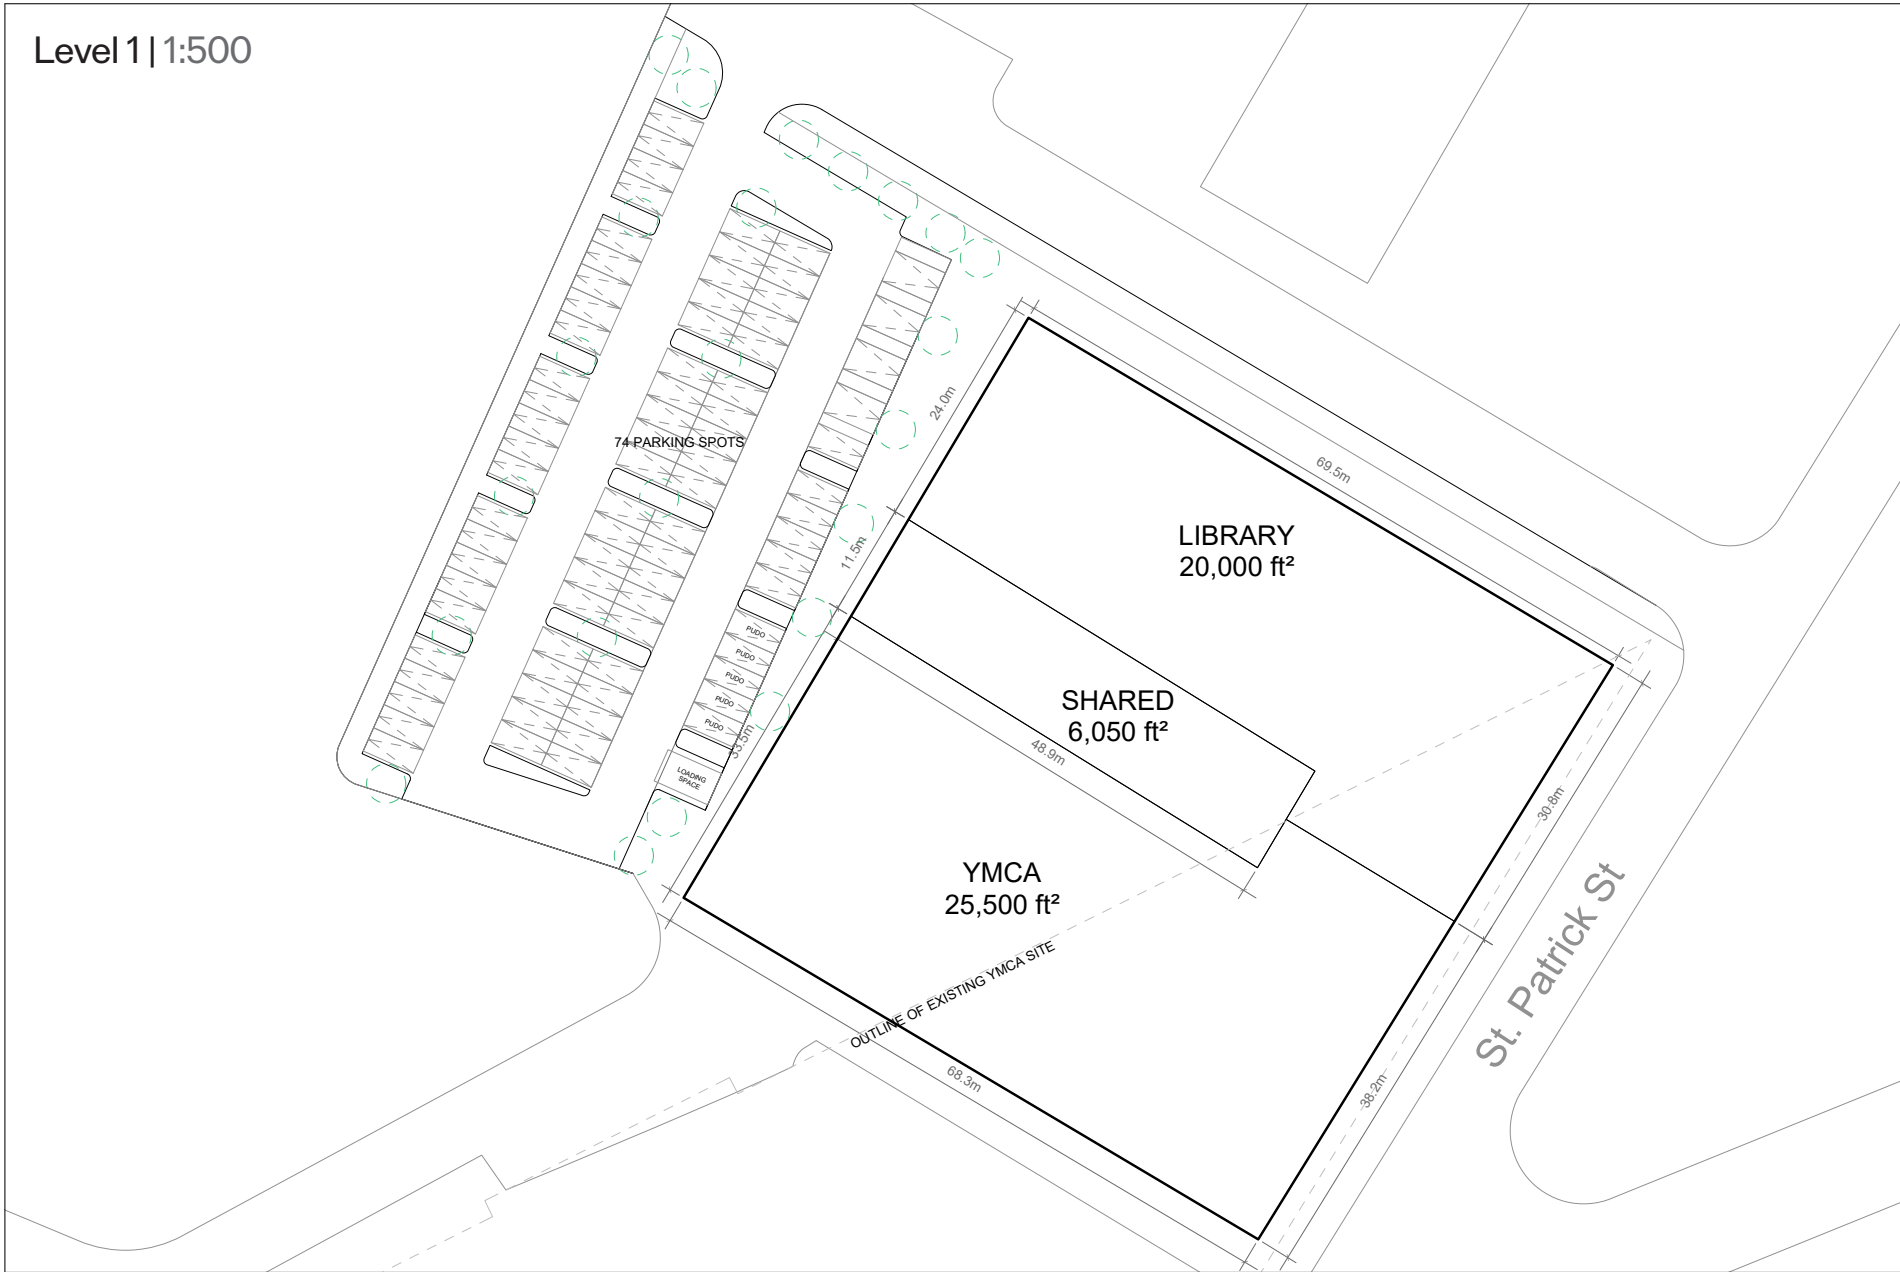 Level 1 | 1:500
24.0m
69.5m
74 PARKING SPOTS
11.5m
LIBRARY
20,000 ft²
PUDO
PUDO
PUDO
PUDO
PUDO
33.5m
LOADING
SPACE
SHARED
6,050 ft²
48.9m
30.8m
YMCA
25,500 ft²
OUTLINE OF EXISTING YMCA SITE
St. Patrick St
68.3m
38.2m